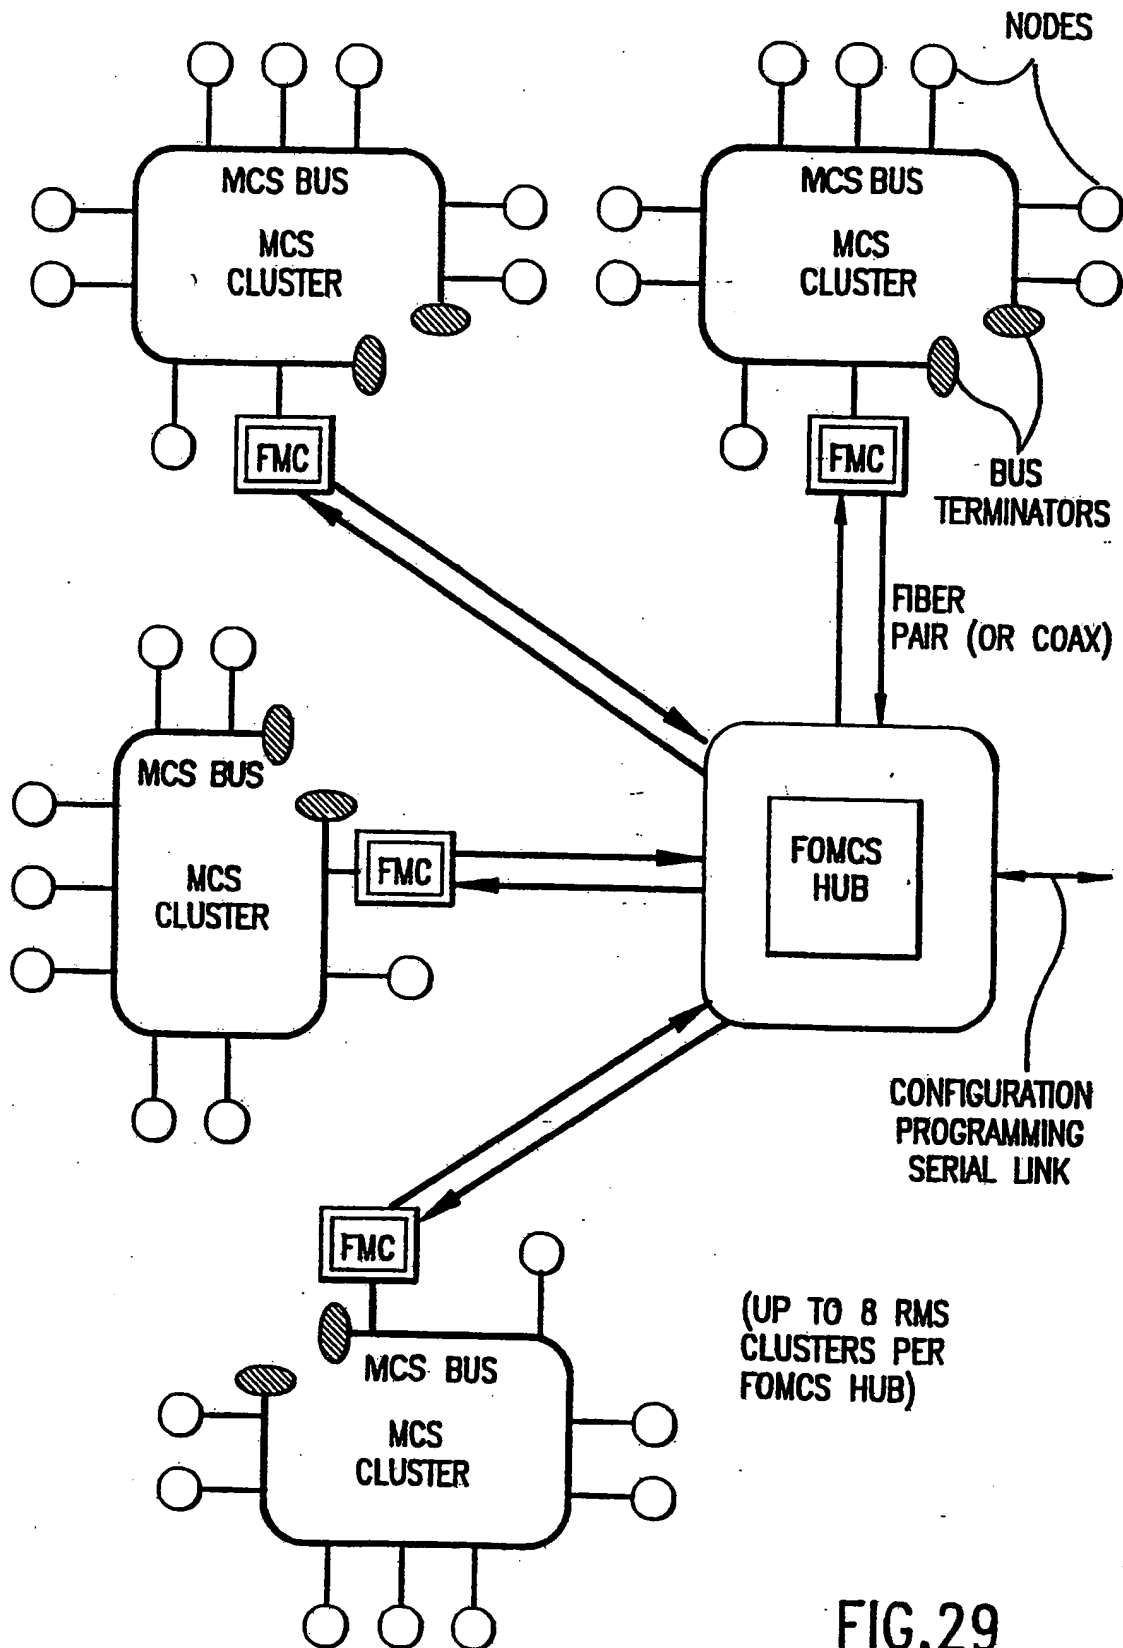 NODES
MCS BUS
MCS
CLUSTER
MCS BUS
MCS
CLUSTER
FMC
FMC
BUS
TERMINATORS
FIBER
PAIR (OR COAX)
MCS BUS
MCS
CLUSTER
FMC
FOMCS
HUB
CONFIGURATION
PROGRAMMING
SERIAL LINK
FMC
MCS BUS
MCS
CLUSTER
(UP TO 8 RMS
CLUSTERS PER
FOMCS HUB)
FIG.29